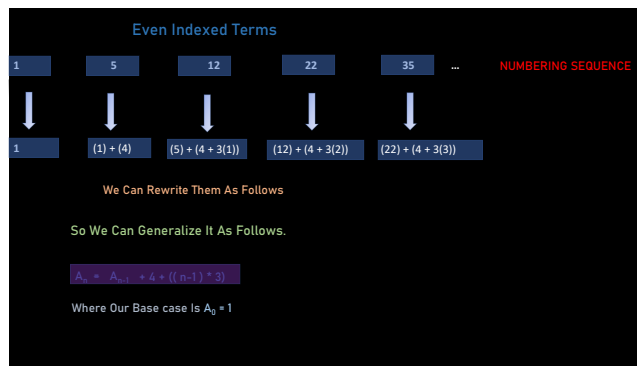 Even Indexed Terms
1 5 12 22 35 ... NUMBERING SEQUENCE
1 (1) + (4) (5) + (4 + 3(1)) (12) + (4 + 3(2)) (22) + (4 + 3(3))
We Can Rewrite Them As Follows
So We Can Generalize It As Follows.
Aₙ = Aₙ₋₁ + 4 + (( n-1 ) * 3)
Where Our Base case Is A₀ = 1